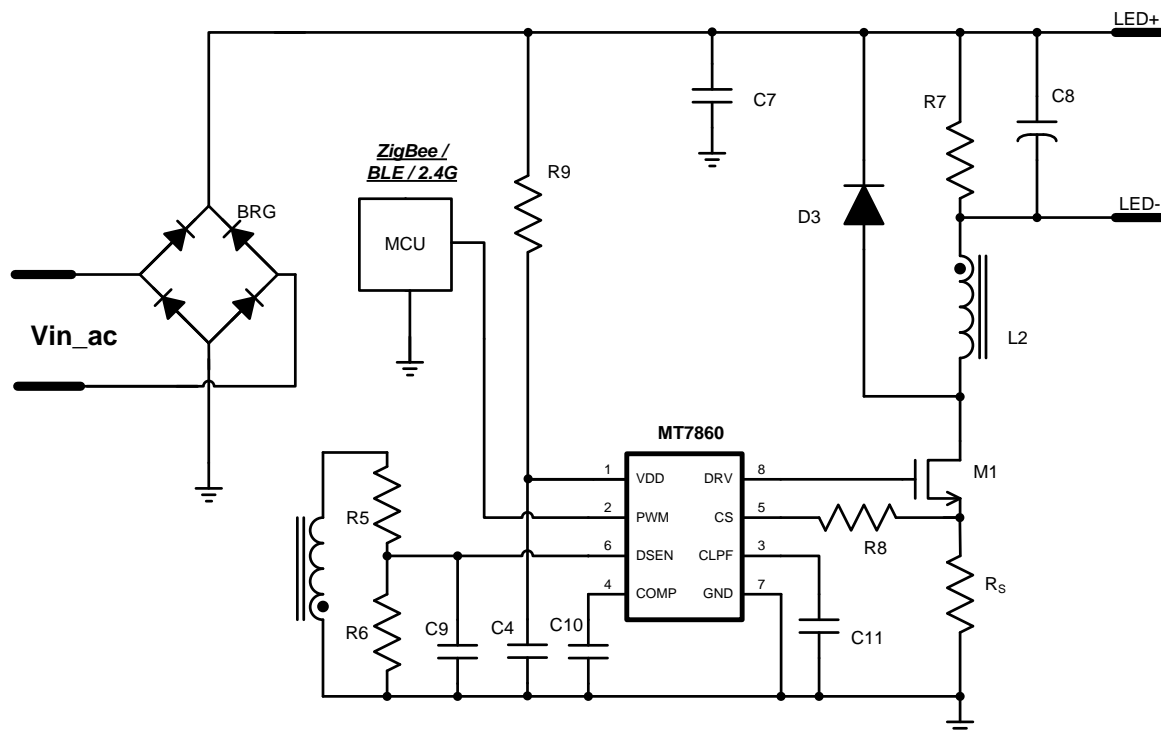 LED+
C7
R7
C8
ZigBee /
BLE / 2.4G
R9
BRG
MCU
D3
LED-
Vin_ac
L2
MT7860
1
VDD
DRV
8
M1
R5
2
PWM
CS
5
R8
6
DSEN
CLPF
3
RS
4
COMP
GND
7
R6
C9
C4
C10
C11